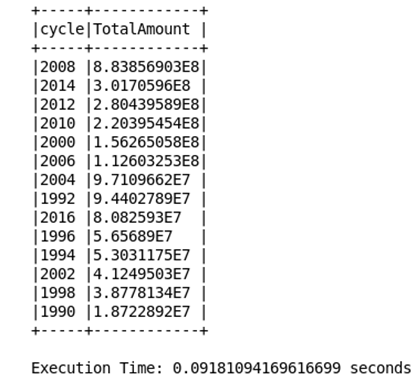 +-----+------------+
|cycle|TotalAmount |
+-----+------------+
|2008 |8.83856903E8|
|2014 |3.0170596E8 |
|2012 |2.80439589E8|
|2010 |2.20395454E8|
|2000 |1.56265058E8|
|2006 |1.12603253E8|
|2004 |9.7109662E7 |
|1992 |9.4402789E7 |
|2016 |8.082593E7 |
|1996 |5.65689E7 |
|1994 |5.3031175E7 |
|2002 |4.1249503E7 |
|1998 |3.8778134E7 |
|1990 |1.8722892E7 |
+-----+------------+
Execution Time: 0.09181094169616699 seconds